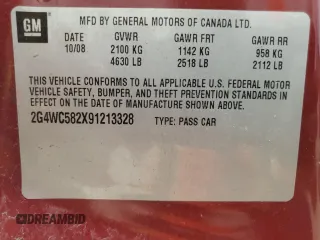 GM
MFD BY GENERAL MOTORS OF CANADA LTD.
DATE GVWR GAWR FRT GAWR RR
10/08 2100 KG 1142 KG 958 KG
4630 LB 2518 LB 2112 LB
THIS VEHICLE CONFORMS TO ALL APPLICABLE U.S. FEDERAL MOTOR
VEHICLE SAFETY, BUMPER, AND THEFT PREVENTION STANDARDS IN
EFFECT ON THE DATE OF MANUFACTURE SHOWN ABOVE.
2G4WC582X91213328 TYPE: PASS CAR
DREAMBID